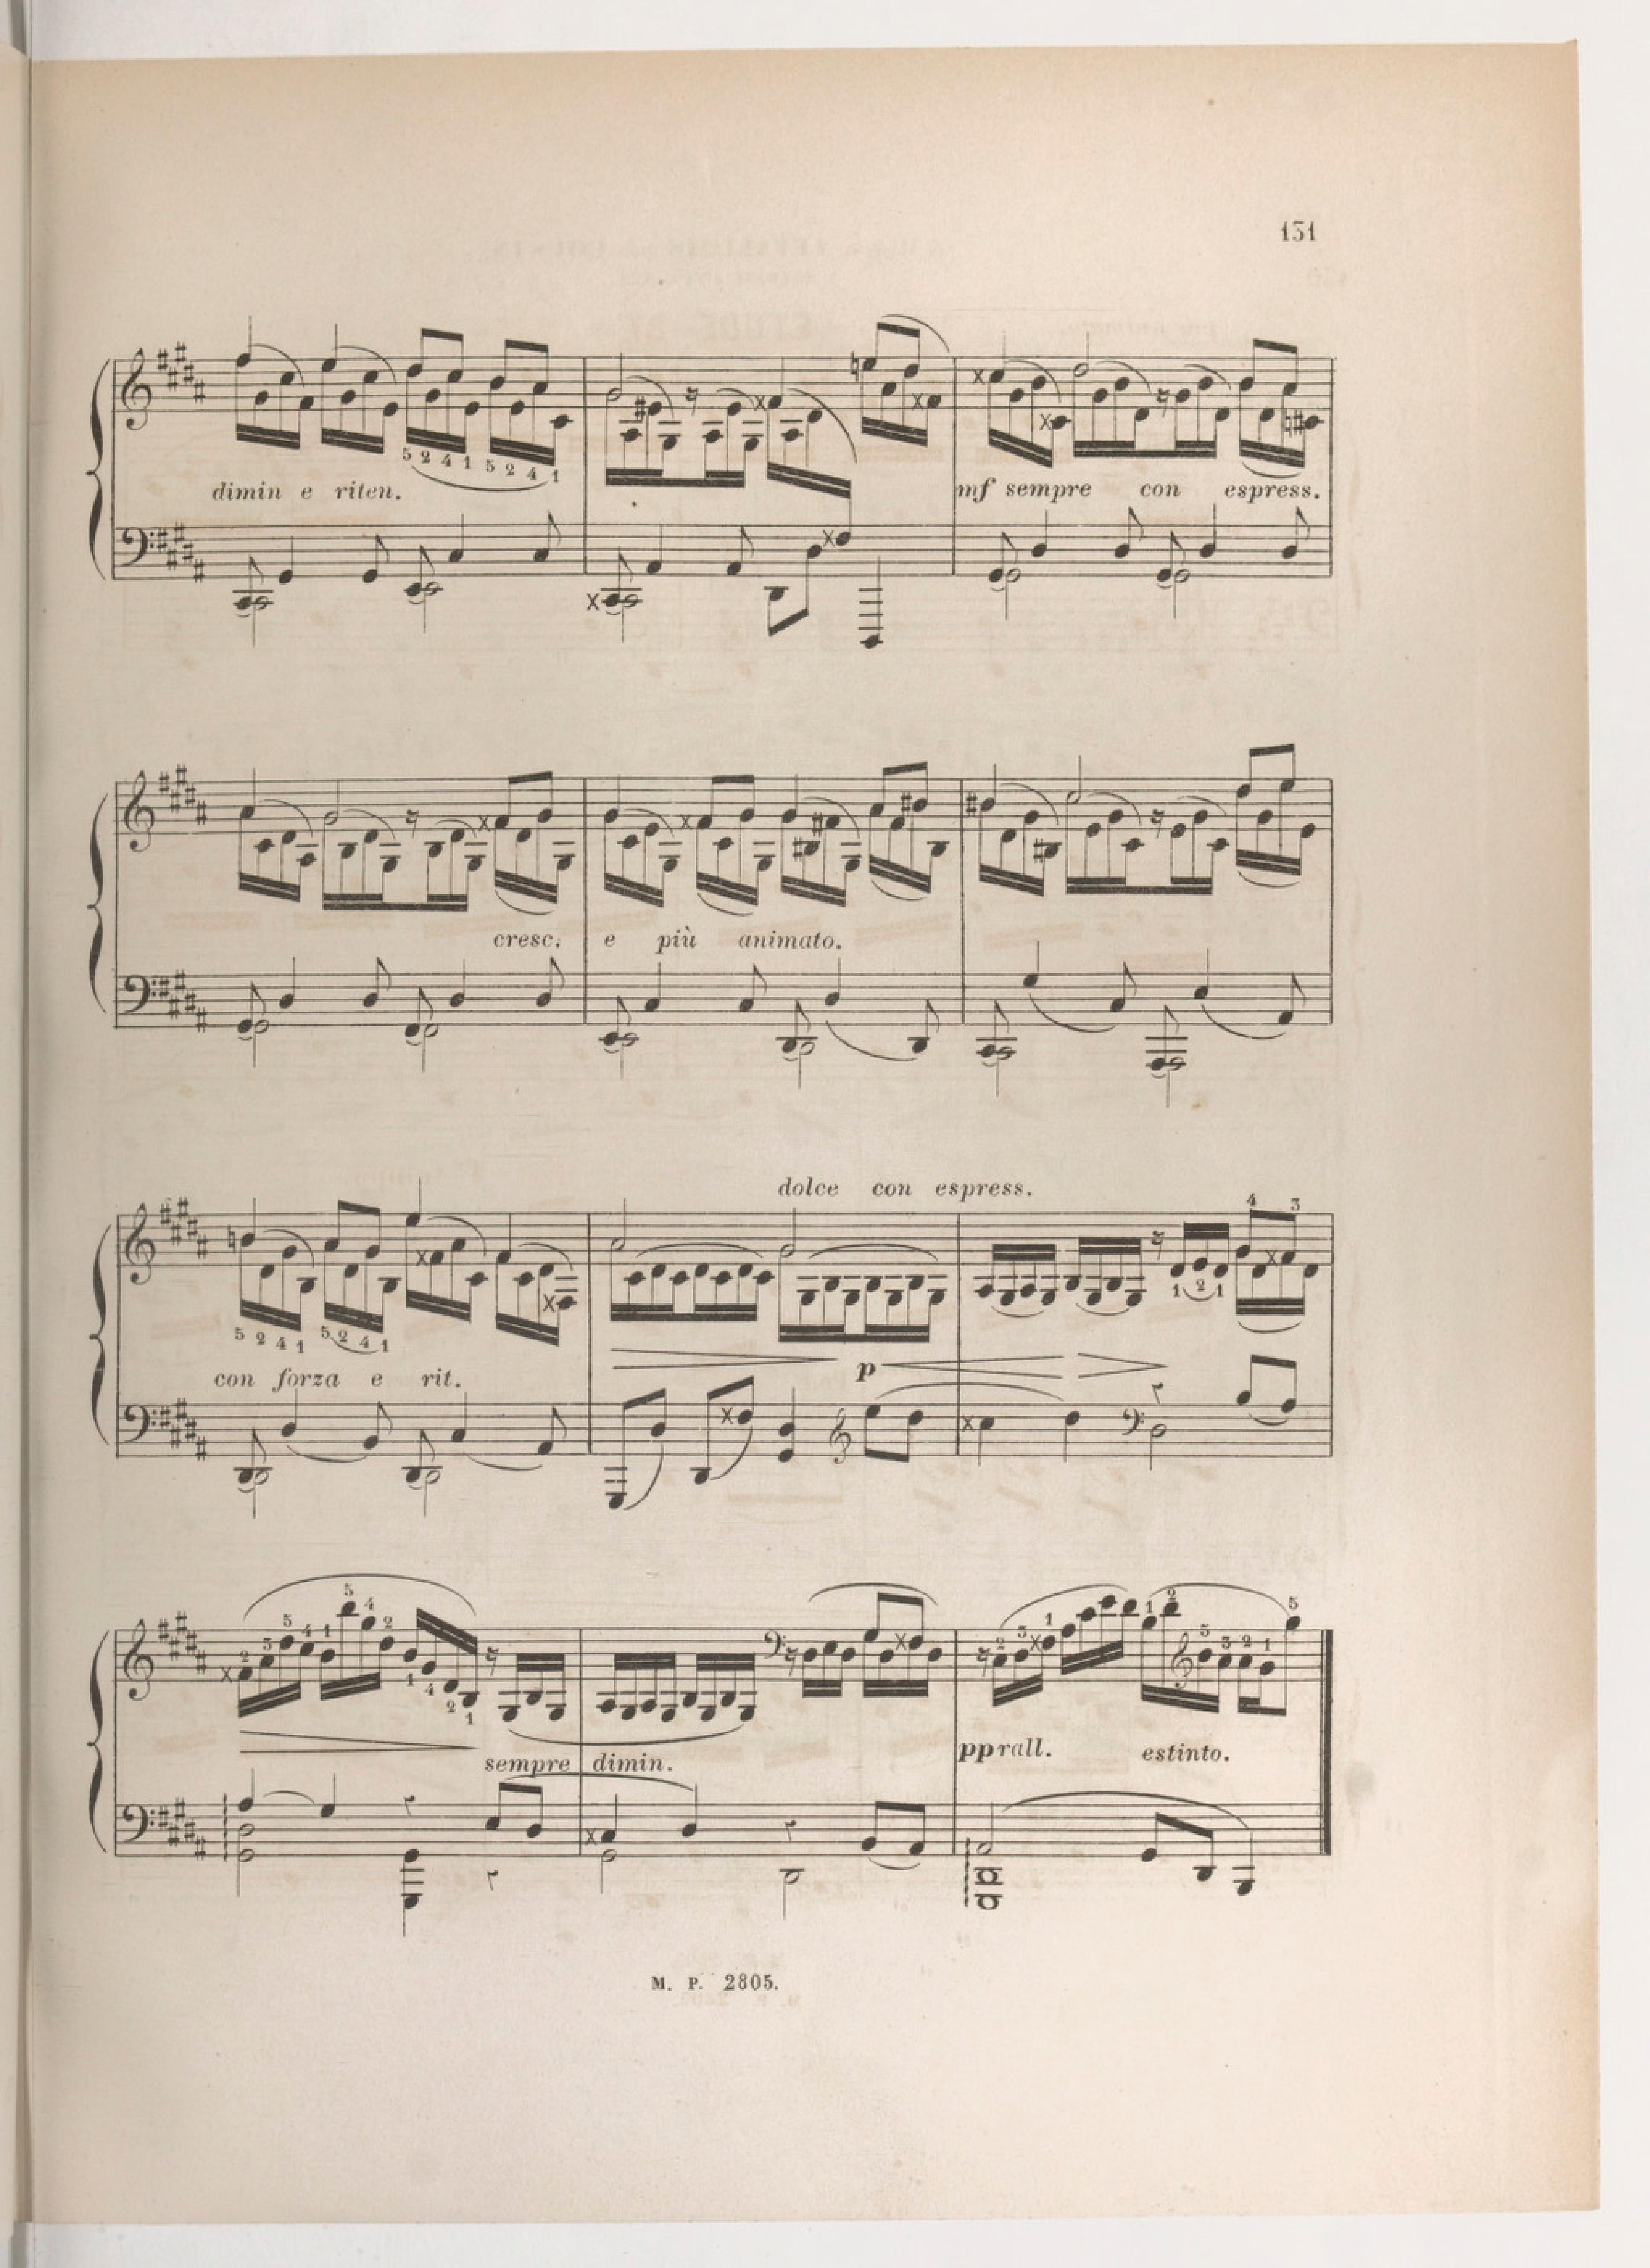 131
5 2 4 1 5 2 4 1
dimin e riten. mf sempre con espress.
cresc. e più animato.
dolce con espress.
4 3
1 2 1
5 2 4 1 5 2 4 1
p
con forza e rit.
5 5 4 2 1 2
2 3 5 4 1 2 3 1 5 3 2 1 5
1 4 2 1
sempre dimin. pp rall. estinto.
M. P. 2805.